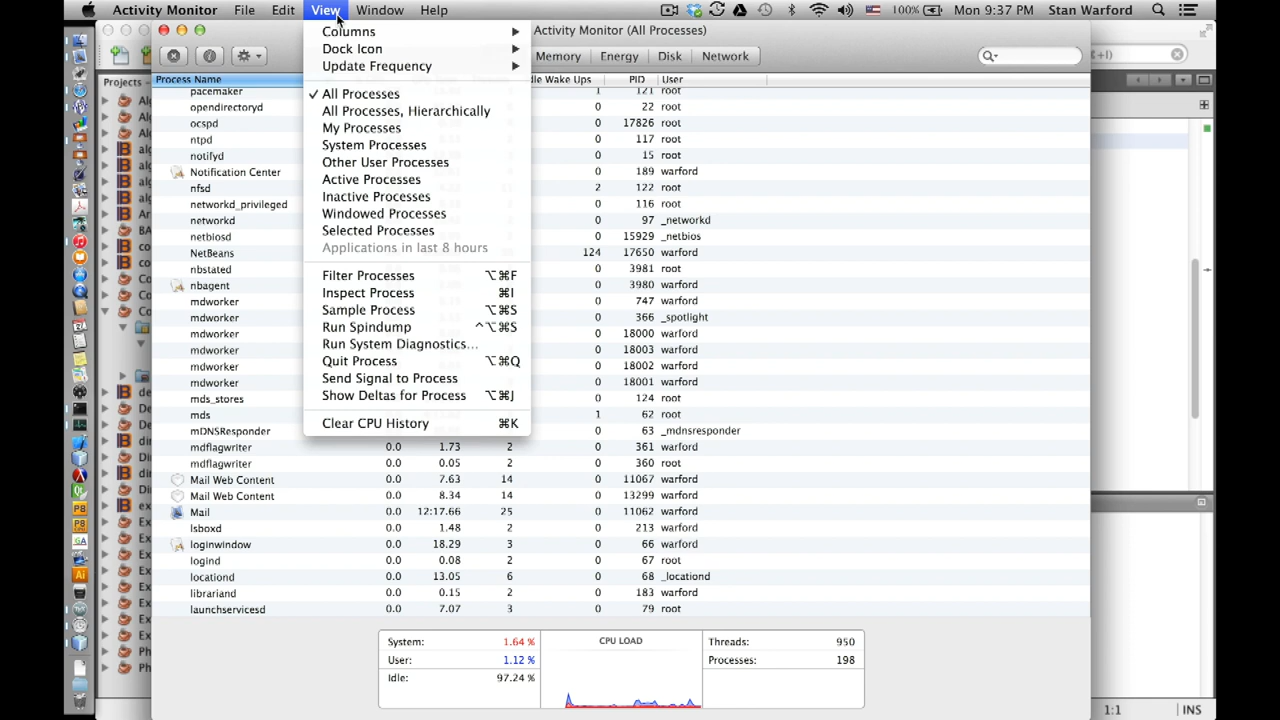 Activity Monitor File Edit View Window Help 100% Mon 9:37 PM Stan Warford
Activity Monitor (All Processes)
Memory Energy Disk Network
Columns
Dock Icon
Update Frequency
✓ All Processes
All Processes, Hierarchically
My Processes
System Processes
Other User Processes
Active Processes
Inactive Processes
Windowed Processes
Selected Processes
Applications in last 8 hours
Filter Processes ⌥⌘F
Inspect Process ⌘I
Sample Process ⌥⌘S
Run Spindump ^⌥⌘S
Run System Diagnostics...
Quit Process ⌥⌘Q
Send Signal to Process
Show Deltas for Process ⌥⌘J
Clear CPU History ⌘K
Projects
Process Name dle Wake Ups PID User
pacemaker 1 121 root
opendirectoryd 0 22 root
ocspd 0 17826 root
ntpd 0 117 root
notifyd 0 15 root
Notification Center 0 189 warford
nfsd 2 122 root
networkd_privileged 0 116 root
networkd 0 97 _networkd
netbiosd 0 15929 _netbios
NetBeans 124 17650 warford
nbstated 0 3981 root
nbagent 0 3980 warford
mdworker 0 747 warford
mdworker 0 366 _spotlight
mdworker 0 18000 warford
mdworker 0 18003 warford
mdworker 0 18002 warford
mdworker 0 18001 warford
mds_stores 0 124 root
mds 1 62 root
mDNSResponder 0 63 _mdnsresponder
mdflagwriter 0.0 1.73 2 0 361 warford
mdflagwriter 0.0 0.05 2 0 360 root
Mail Web Content 0.0 7.63 14 0 11067 warford
Mail Web Content 0.0 8.34 14 0 13299 warford
Mail 0.0 12:17.66 25 0 11062 warford
lsboxd 0.0 1.48 2 0 213 warford
loginwindow 0.0 18.29 3 0 66 warford
logind 0.0 0.08 2 0 67 root
locationd 0.0 13.05 6 0 68 _locationd
librariand 0.0 0.15 2 0 183 warford
launchservicesd 0.0 7.07 3 0 79 root
System: 1.64 %
User: 1.12 %
Idle: 97.24 %
CPU LOAD
Threads: 950
Processes: 198
1:1 INS